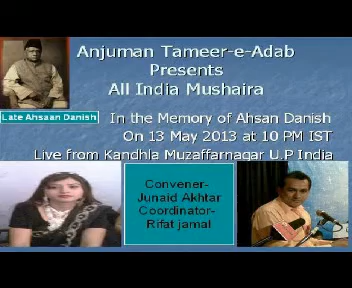 Anjuman Tameer-e-Adab
Presents
All India Mushaira
Late Ahsaan Danish
In the Memory of Ahsan Danish
On 13 May 2013 at 10 PM IST
Live from Kandhla Muzaffarnagar U.P India
Convener-
Junaid Akhtar
Coordinator-
Rifat jamal